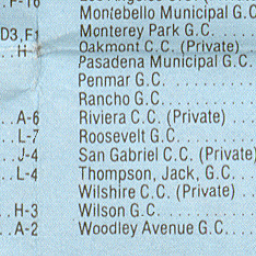 . F-16
Montebello Municipal G.C
D3,F1 Monterey Park G.C. . . . .
. . H Oakmont C.C. (Private)
Pasadena Municipal G.C.
Penmar G.C. . . . . . . . .
Rancho G.C. . . . . . . . .
. . A-6 Riviera C.C. (Private) . . .
. . L-7 Roosevelt G.C. . . . . . .
. . J-4 San Gabriel C.C. (Private)
. . L-4 Thompson, Jack, G.C. . . .
Wilshire C.C. (Private) . .
. . H-3 Wilson G.C. . . . . . . . .
. . A-2 Woodley Avenue G.C. . . .